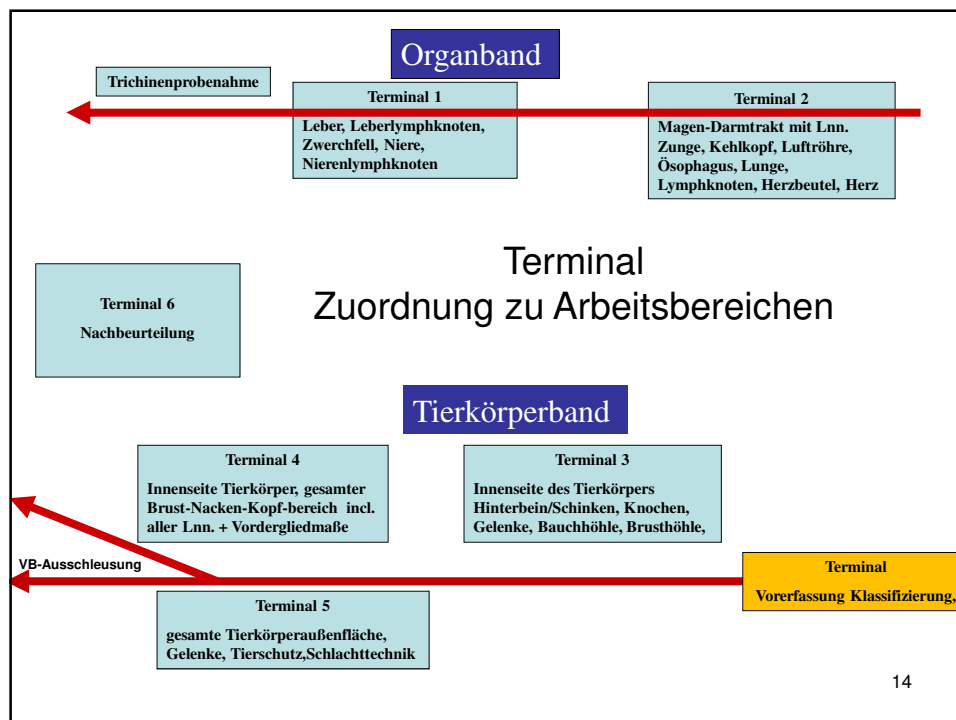 Organband
Trichinenprobenahme
Terminal 1
Leber, Leberlymphknoten,
Zwerchfell, Niere,
Nierenlymphknoten
Terminal 2
Magen-Darmtrakt mit Lnn.
Zunge, Kehlkopf, Luftröhre,
Ösophagus, Lunge,
Lymphknoten, Herzbeutel, Herz
Terminal
Zuordnung zu Arbeitsbereichen
Terminal 6
Nachbeurteilung
Tierkörperband
Terminal 4
Innenseite Tierkörper, gesamter
Brust-Nacken-Kopf-bereich incl.
aller Lnn. + Vordergliedmaße
Terminal 3
Innenseite des Tierkörpers
Hinterbein/Schinken, Knochen,
Gelenke, Bauchhöhle, Brusthöhle,
VB-Ausschleusung
Terminal
Vorerfassung Klassifizierung,
Terminal 5
gesamte Tierkörperaußenfläche,
Gelenke, Tierschutz,Schlachttechnik
14